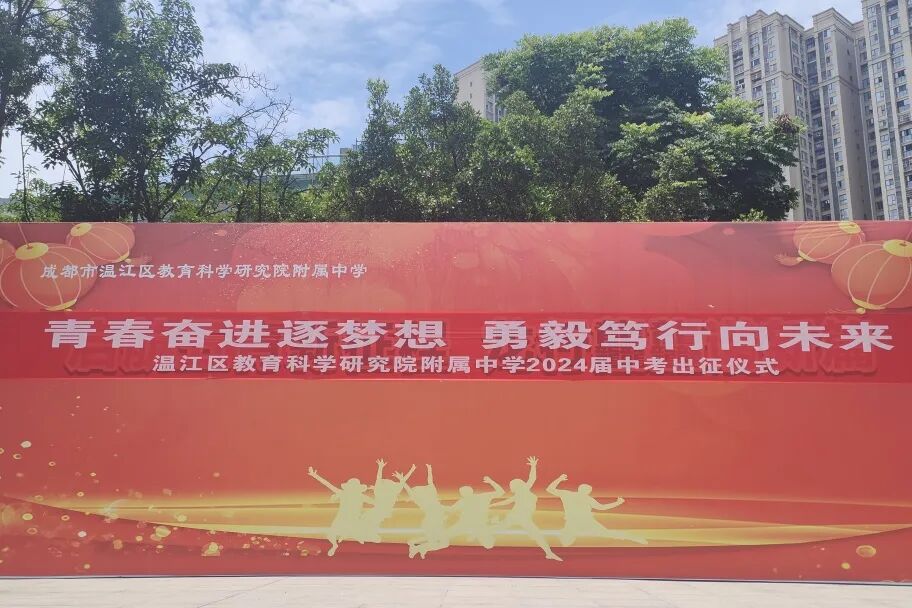 成都市温江区教育科学研究院附属中学
青春奋进逐梦想 勇毅笃行向未来
温江区教育科学研究院附属中学2024届中考出征仪式